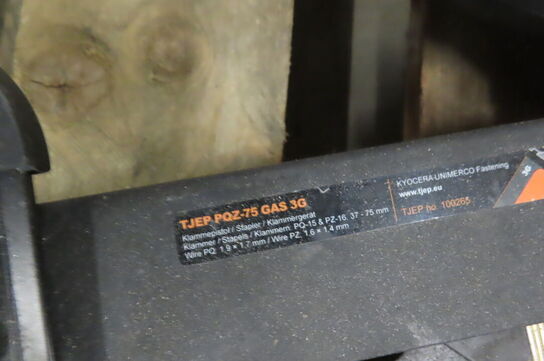 TJEP PQZ-75 GAS 3G
Klammepistol / Stapler / Klammergerät
Klammer / Stapels / Klammern: PQ-15 & PZ-16. 37 - 75 mm
Wire PQ: 1.9 × 1.7 mm / Wire PZ: 1.6 × 1.4 mm
KYOCERA-UNIMERCO Fastening
www.tjep.eu
TJEP no. 100265
3G